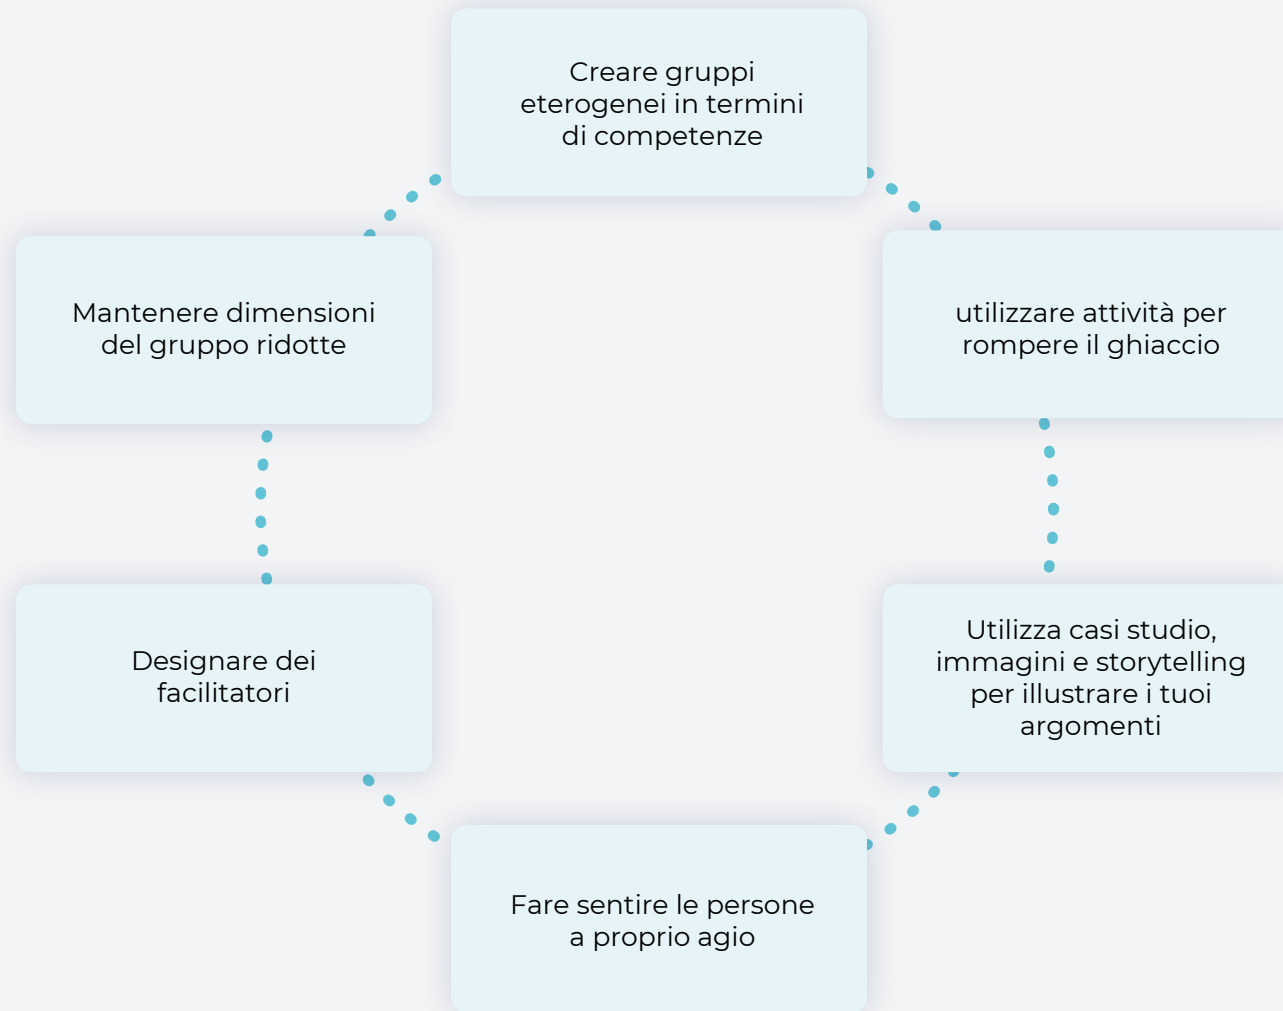 Creare gruppi
eterogenei in termini
di competenze
Mantenere dimensioni
del gruppo ridotte
utilizzare attività per
rompere il ghiaccio
Designare dei
facilitatori
Utilizza casi studio,
immagini e storytelling
per illustrare i tuoi
argomenti
Fare sentire le persone
a proprio agio